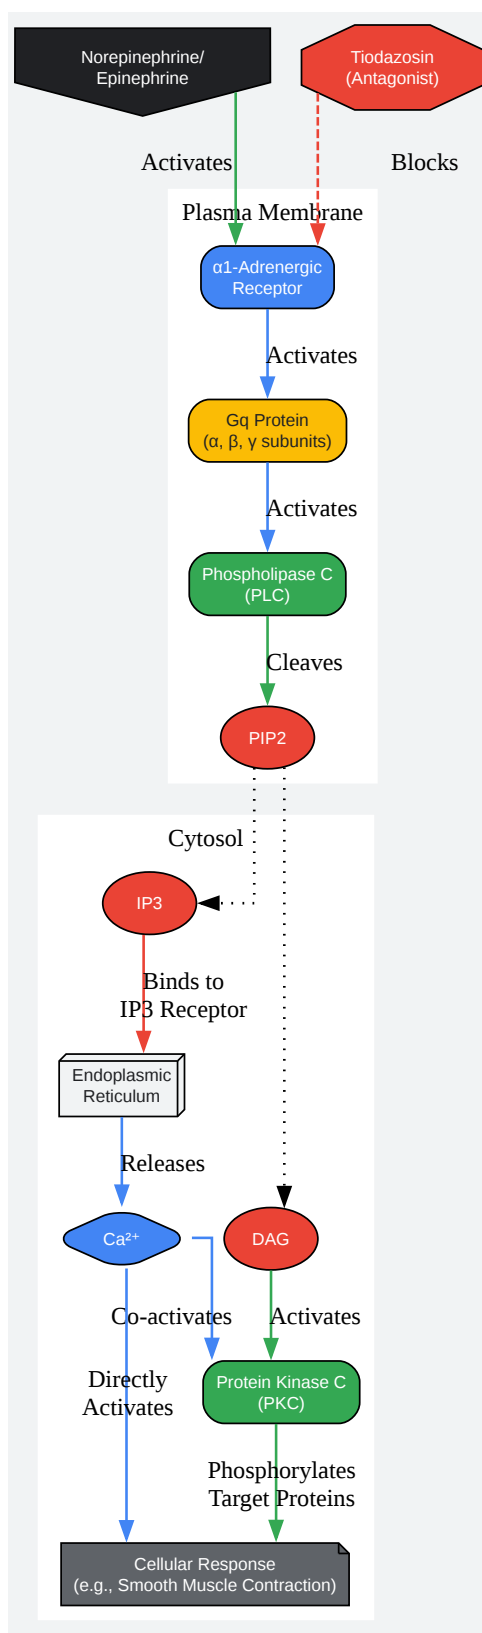 Norepinephrine/
Epinephrine
Tiodazosin
(Antagonist)
Activates
Blocks
Plasma Membrane
α1-Adrenergic
Receptor
Activates
Gq Protein
(α, β, γ subunits)
Activates
Phospholipase C
(PLC)
Cleaves
PIP2
Cytosol
IP3
Binds to
IP3 Receptor
Endoplasmic
Reticulum
Releases
Ca²⁺
DAG
Co-activates
Activates
Directly
Activates
Protein Kinase C
(PKC)
Phosphorylates
Target Proteins
Cellular Response
(e.g., Smooth Muscle Contraction)